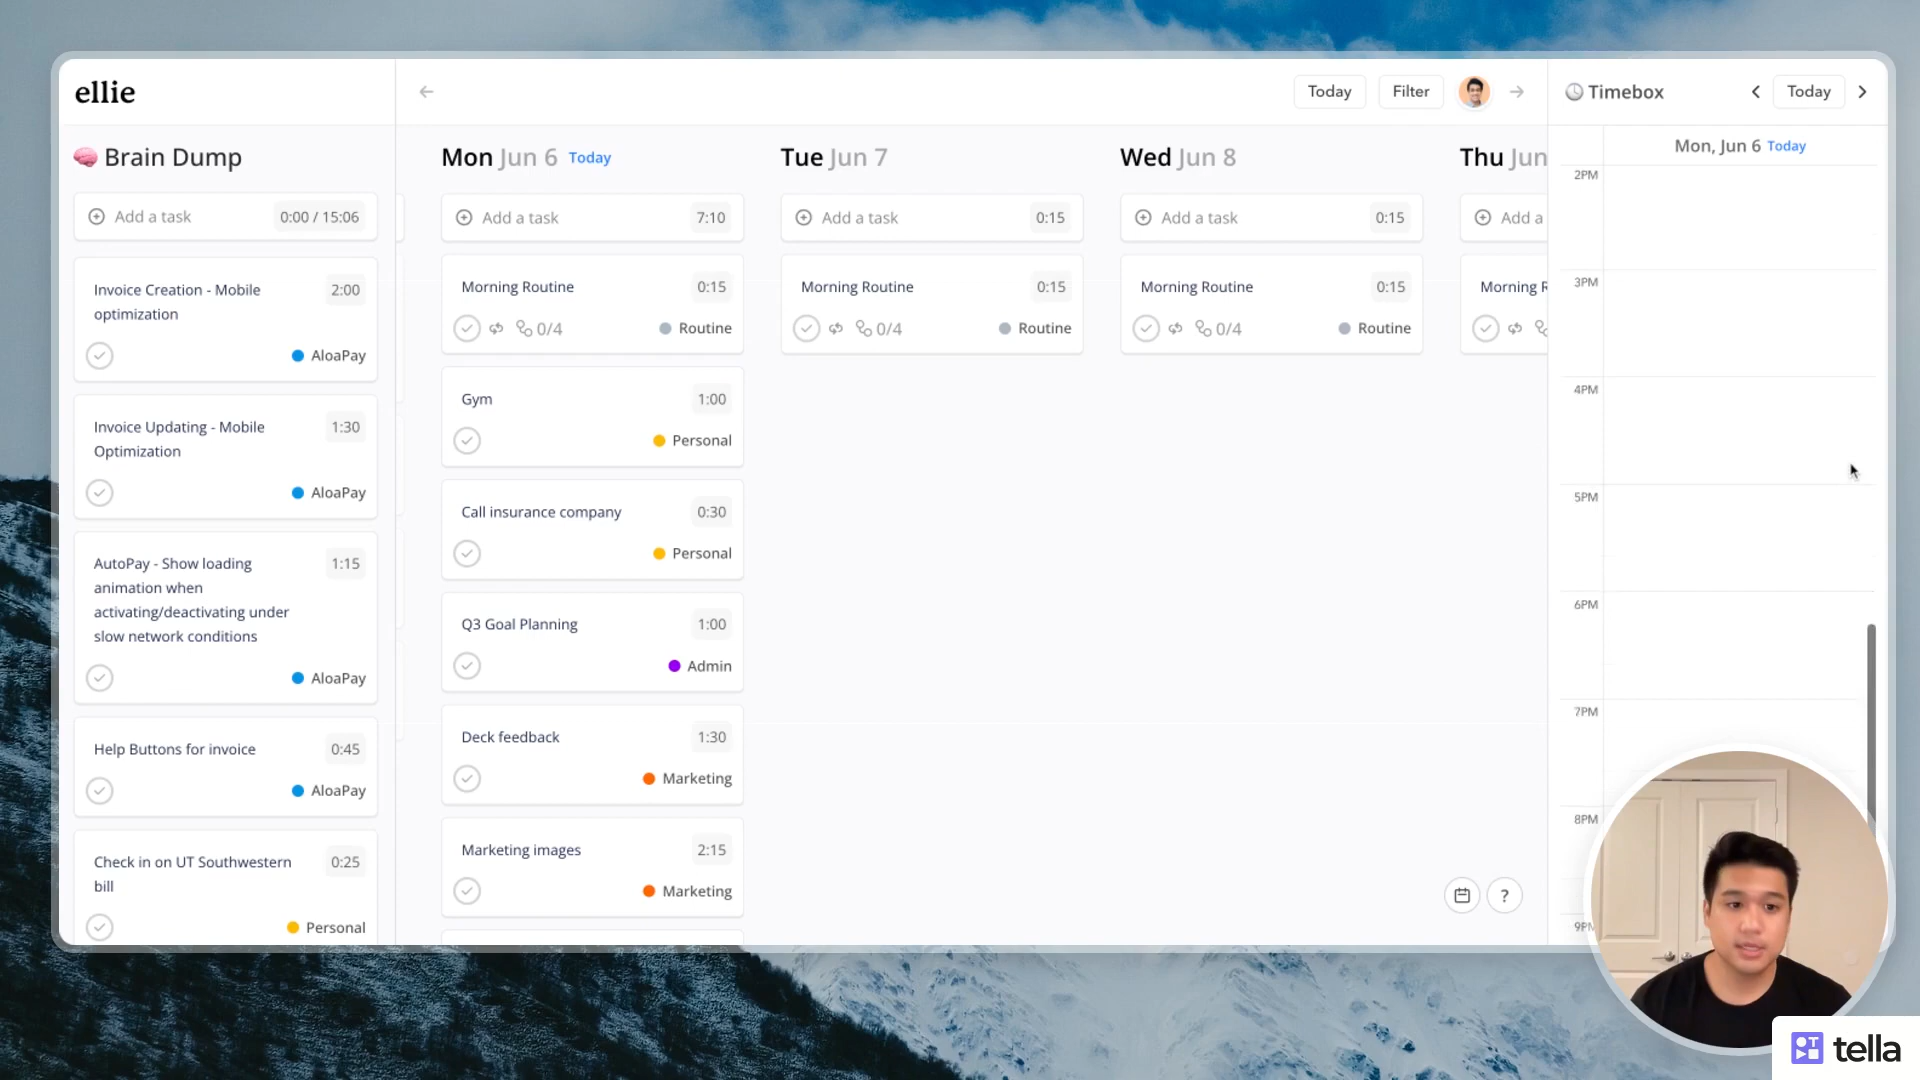 ellie
Today
Filter
Timebox
Today
Brain Dump
Add a task
0:00 / 15:06
Invoice Creation - Mobile
optimization
2:00
AloaPay
Invoice Updating - Mobile
Optimization
1:30
AloaPay
AutoPay - Show loading
animation when
activating/deactivating under
slow network conditions
1:15
AloaPay
Help Buttons for invoice
0:45
AloaPay
Check in on UT Southwestern
bill
0:25
Personal
Mon Jun 6 Today
Add a task
7:10
Morning Routine
0:15
0/4
Routine
Gym
1:00
Personal
Call insurance company
0:30
Personal
Q3 Goal Planning
1:00
Admin
Deck feedback
1:30
Marketing
Marketing images
2:15
Marketing
Tue Jun 7
Add a task
0:15
Morning Routine
0:15
0/4
Routine
Wed Jun 8
Add a task
0:15
Morning Routine
0:15
0/4
Routine
Thu Jun
Add a
Morning R
?
Mon, Jun 6 Today
2PM
3PM
4PM
5PM
6PM
7PM
8PM
9PM
tella